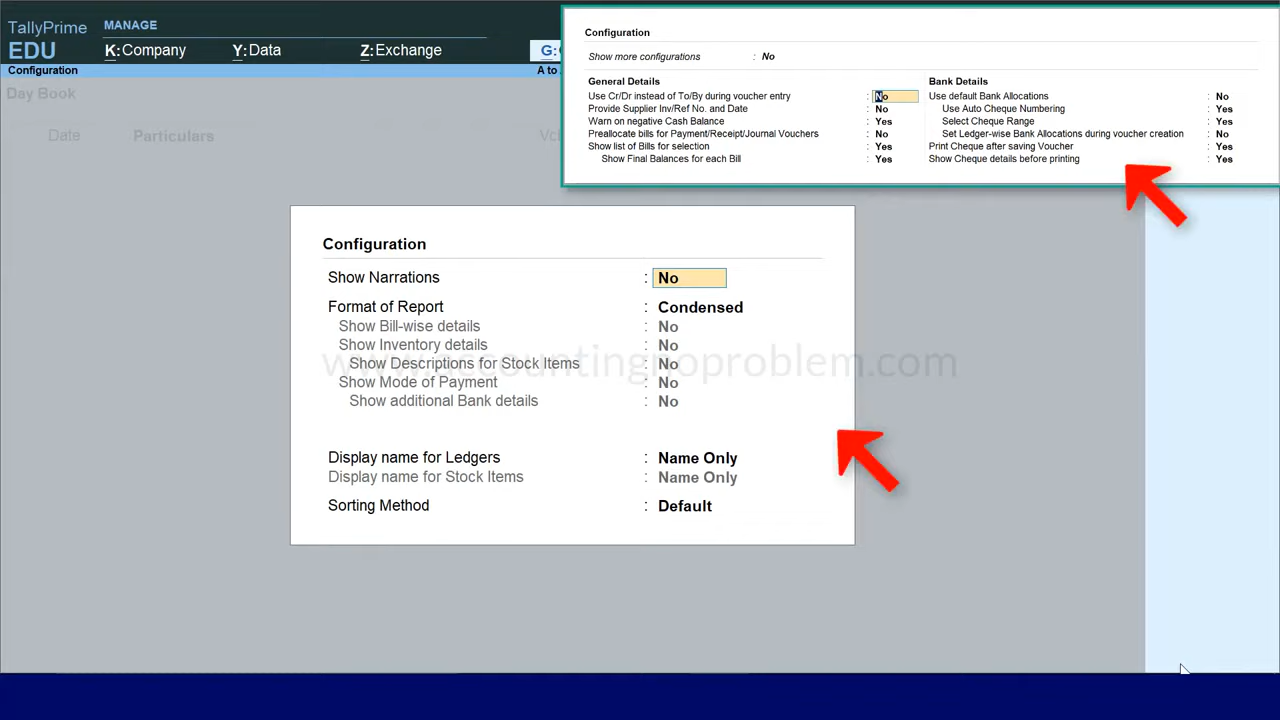 TallyPrime
EDU
MANAGE
K:Company Y:Data Z:Exchange G:
Configuration A to
Day Book
Date Particulars
Configuration
Show more configurations : No
General Details Bank Details
Use Cr/Dr instead of To/By during voucher entry : No Use default Bank Allocations : No
Provide Supplier Inv/Ref No. and Date : No Use Auto Cheque Numbering : Yes
Warn on negative Cash Balance : Yes Select Cheque Range : Yes
Preallocate bills for Payment/Receipt/Journal Vouchers : No Set Ledger-wise Bank Allocations during voucher creation : No
Show list of Bills for selection : Yes Print Cheque after saving Voucher : Yes
Show Final Balances for each Bill : Yes Show Cheque details before printing : Yes
Configuration
Show Narrations : No
Format of Report : Condensed
Show Bill-wise details : No
Show Inventory details : No
Show Descriptions for Stock Items : No
Show Mode of Payment : No
Show additional Bank details : No
Display name for Ledgers : Name Only
Display name for Stock Items : Name Only
Sorting Method : Default
www.accountingnoproblem.com